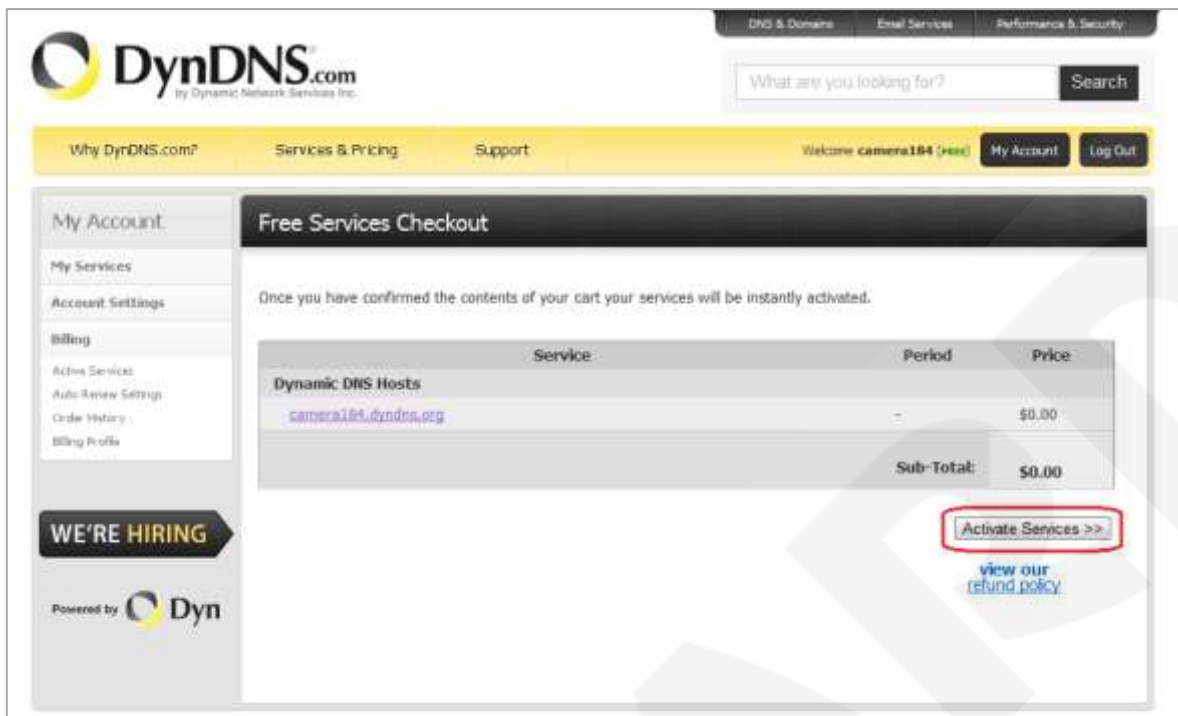 DNS & Domains Email Services Performance & Security
DynDNS.com
by Dynamic Network Services Inc.
What are you looking for? Search
Why DynDNS.com? Services & Pricing Support Welcome camera184 (FREE) My Account Log Out
My Account
My Services
Account Settings
Billing
Active Services
Auto Renew Settings
Order History
Billing Profile
WE'RE HIRING
Powered by Dyn
Free Services Checkout
Once you have confirmed the contents of your cart your services will be instantly activated.
Service Period Price
Dynamic DNS Hosts
camera184.dyndns.org - $0.00
Sub-Total: $0.00
Activate Services >>
view our
refund policy